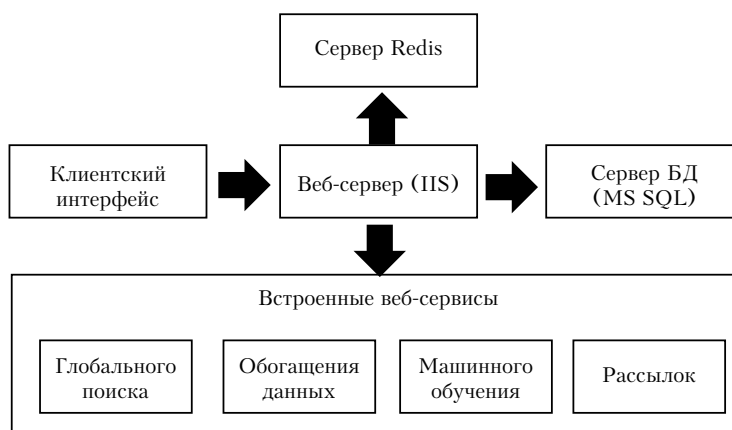 Сервер Redis
Клиентский
интерфейс
Веб-сервер (IIS)
Сервер БД
(MS SQL)
Встроенные веб-сервисы
Глобального
поиска
Обогащения
данных
Машинного
обучения
Рассылок